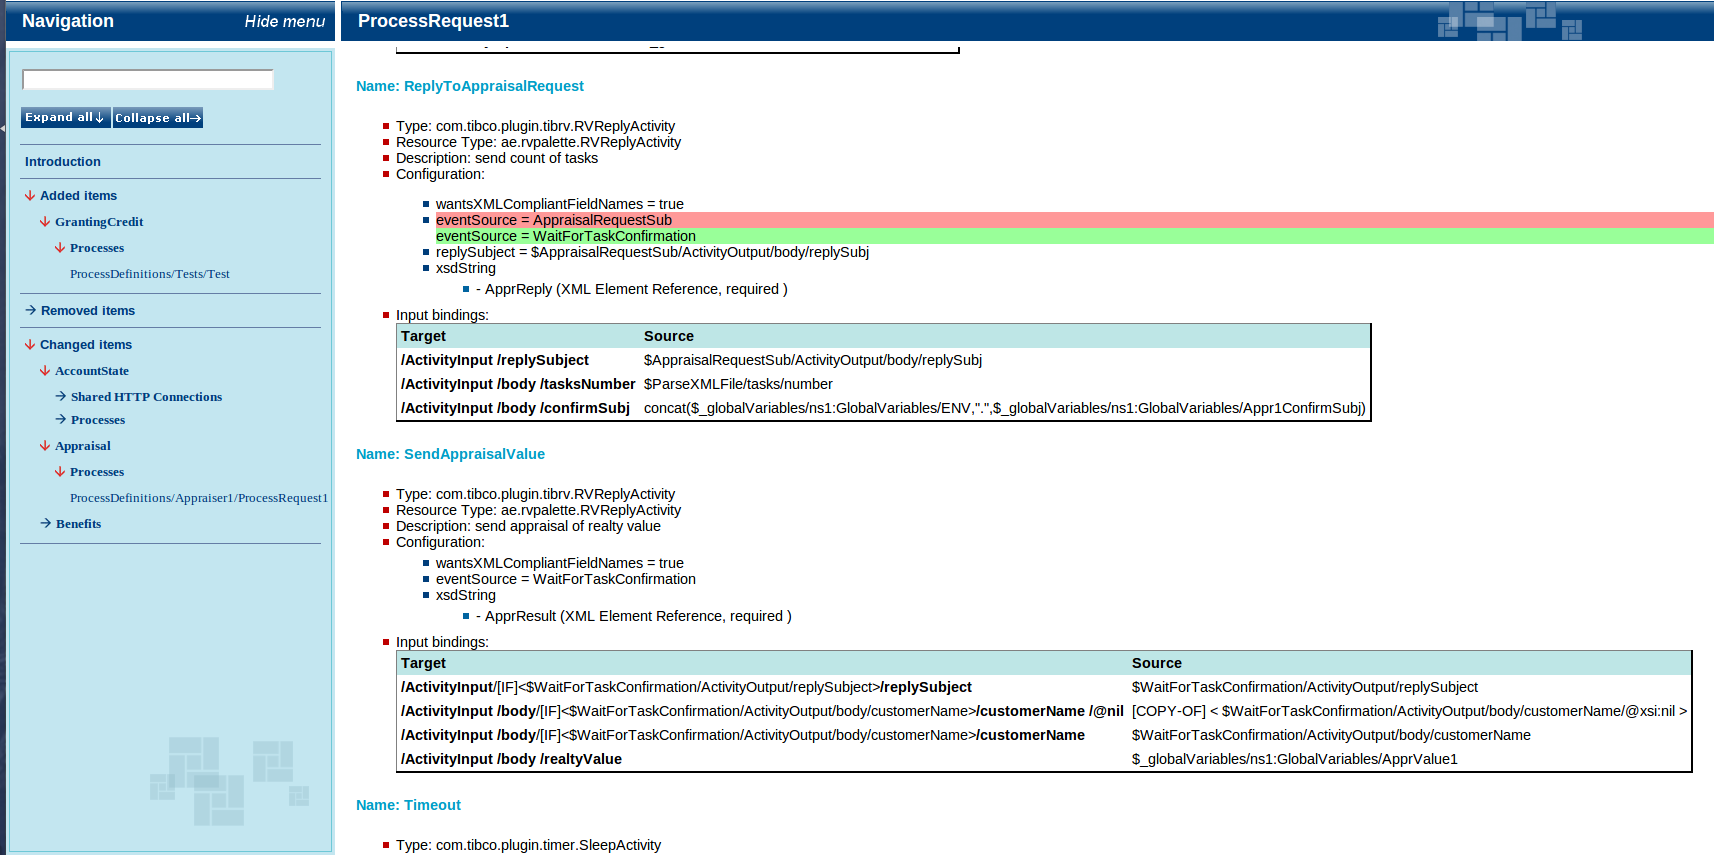 Navigation
Hide menu
Expand all↓
Collapse all→
Introduction
Added items
GrantingCredit
Processes
ProcessDefinitions/Tests/Test
Removed items
Changed items
AccountState
Shared HTTP Connections
Processes
Appraisal
Processes
ProcessDefinitions/Appraiser1/ProcessRequest1
Benefits
ProcessRequest1
Name: ReplyToAppraisalRequest
Type: com.tibco.plugin.tibrv.RVReplyActivity
Resource Type: ae.rvpalette.RVReplyActivity
Description: send count of tasks
Configuration:
wantsXMLCompliantFieldNames = true
eventSource = AppraisalRequestSub
eventSource = WaitForTaskConfirmation
replySubject = $AppraisalRequestSub/ActivityOutput/body/replySubj
xsdString
- ApprReply (XML Element Reference, required )
Input bindings:
Target Source
/ActivityInput /replySubject $AppraisalRequestSub/ActivityOutput/body/replySubj
/ActivityInput /body /tasksNumber $ParseXMLFile/tasks/number
/ActivityInput /body /confirmSubj concat($_globalVariables/ns1:GlobalVariables/ENV,".",$_globalVariables/ns1:GlobalVariables/Appr1ConfirmSubj)
Name: SendAppraisalValue
Type: com.tibco.plugin.tibrv.RVReplyActivity
Resource Type: ae.rvpalette.RVReplyActivity
Description: send appraisal of realty value
Configuration:
wantsXMLCompliantFieldNames = true
eventSource = WaitForTaskConfirmation
xsdString
- ApprResult (XML Element Reference, required )
Input bindings:
Target Source
/ActivityInput/[IF]<$WaitForTaskConfirmation/ActivityOutput/replySubject>/replySubject $WaitForTaskConfirmation/ActivityOutput/replySubject
/ActivityInput /body/[IF]<$WaitForTaskConfirmation/ActivityOutput/body/customerName>/customerName /@nil [COPY-OF] < $WaitForTaskConfirmation/ActivityOutput/body/customerName/@xsi:nil >
/ActivityInput /body/[IF]<$WaitForTaskConfirmation/ActivityOutput/body/customerName>/customerName $WaitForTaskConfirmation/ActivityOutput/body/customerName
/ActivityInput /body /realtyValue $_globalVariables/ns1:GlobalVariables/ApprValue1
Name: Timeout
Type: com.tibco.plugin.timer.SleepActivity